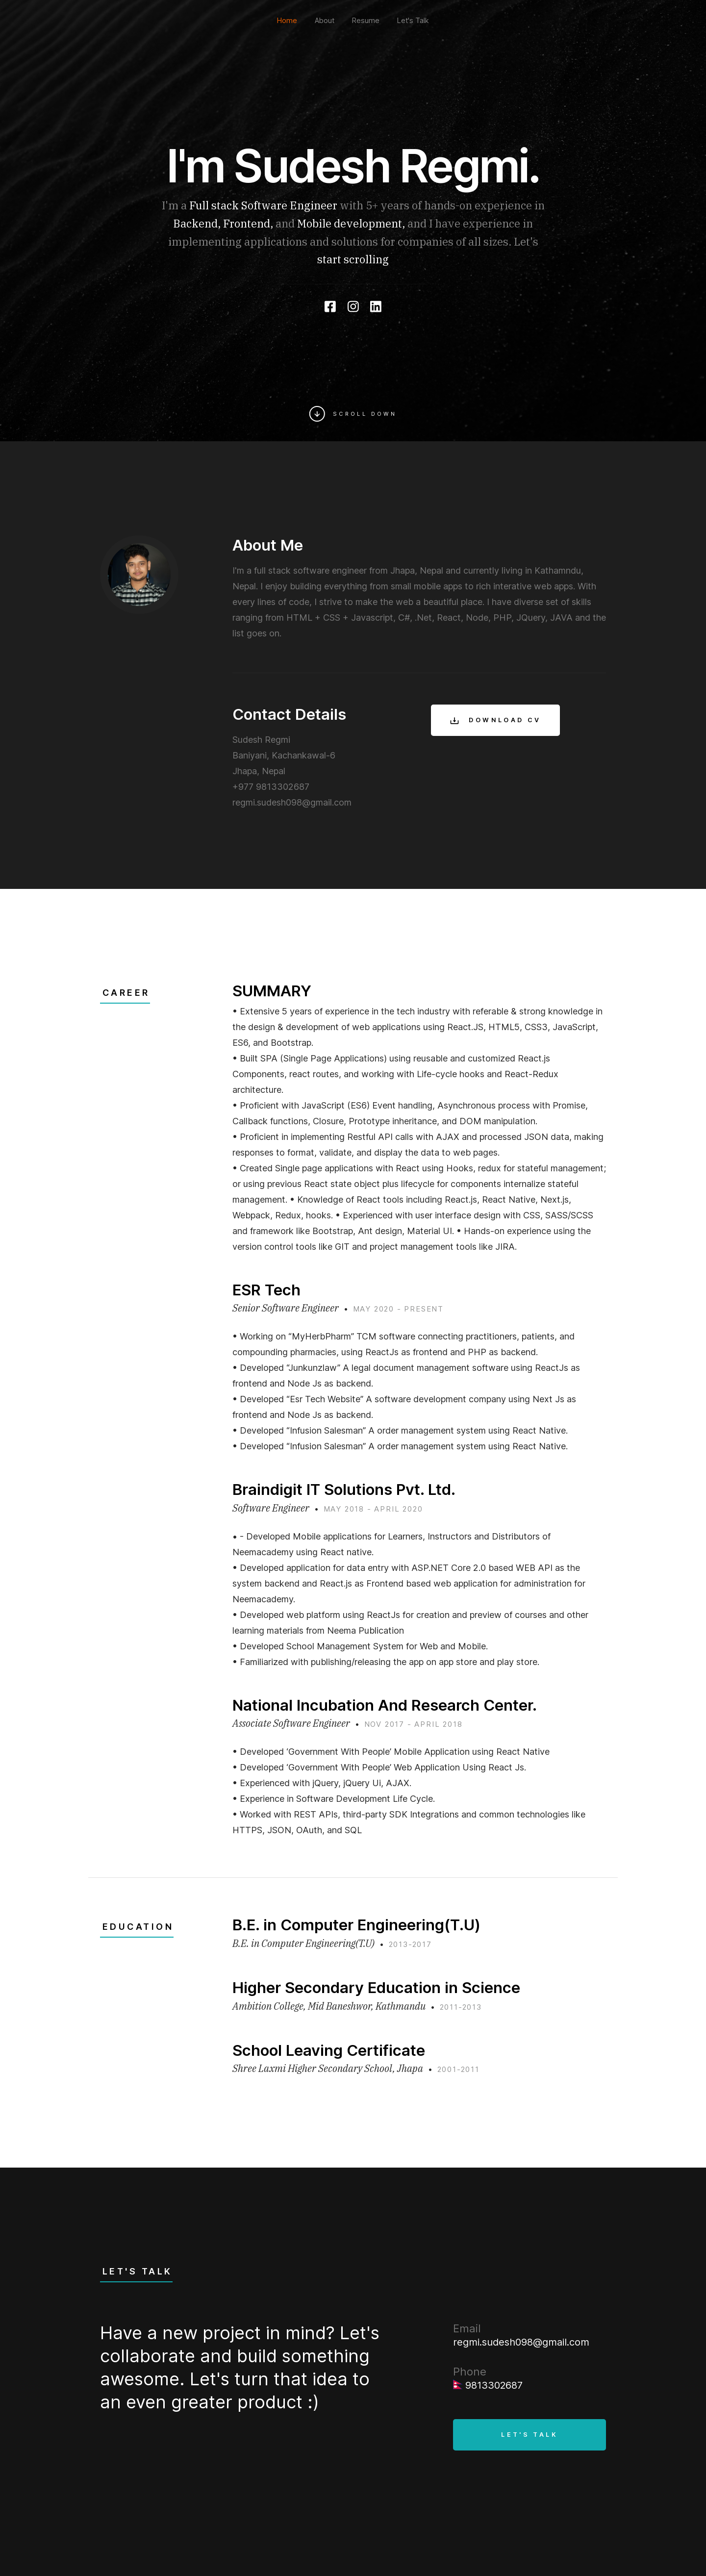 Home About Resume Let's Talk
I'm Sudesh Regmi.
I'm a Full stack Software Engineer with 5+ years of hands-on experience in
Backend, Frontend, and Mobile development, and I have experience in
implementing applications and solutions for companies of all sizes. Let's
start scrolling
SCROLL DOWN
About Me
I'm a full stack software engineer from Jhapa, Nepal and currently living in Kathamndu,
Nepal. I enjoy building everything from small mobile apps to rich interative web apps. With
every lines of code, I strive to make the web a beautiful place. I have diverse set of skills
ranging from HTML + CSS + Javascript, C#, .Net, React, Node, PHP, JQuery, JAVA and the
list goes on.
Contact Details
DOWNLOAD CV
Sudesh Regmi
Baniyani, Kachankawal-6
Jhapa, Nepal
+977 9813302687
regmi.sudesh098@gmail.com
CAREER
SUMMARY
• Extensive 5 years of experience in the tech industry with referable & strong knowledge in
the design & development of web applications using React.JS, HTML5, CSS3, JavaScript,
ES6, and Bootstrap.
• Built SPA (Single Page Applications) using reusable and customized React.js
Components, react routes, and working with Life-cycle hooks and React-Redux
architecture.
• Proficient with JavaScript (ES6) Event handling, Asynchronous process with Promise,
Callback functions, Closure, Prototype inheritance, and DOM manipulation.
• Proficient in implementing Restful API calls with AJAX and processed JSON data, making
responses to format, validate, and display the data to web pages.
• Created Single page applications with React using Hooks, redux for stateful management;
or using previous React state object plus lifecycle for components internalize stateful
management. • Knowledge of React tools including React.js, React Native, Next.js,
Webpack, Redux, hooks. • Experienced with user interface design with CSS, SASS/SCSS
and framework like Bootstrap, Ant design, Material UI. • Hands-on experience using the
version control tools like GIT and project management tools like JIRA.
ESR Tech
Senior Software Engineer • MAY 2020 - PRESENT
• Working on “MyHerbPharm” TCM software connecting practitioners, patients, and
compounding pharmacies, using ReactJs as frontend and PHP as backend.
• Developed “Junkunzlaw” A legal document management software using ReactJs as
frontend and Node Js as backend.
• Developed “Esr Tech Website” A software development company using Next Js as
frontend and Node Js as backend.
• Developed “Infusion Salesman” A order management system using React Native.
• Developed “Infusion Salesman” A order management system using React Native.
Braindigit IT Solutions Pvt. Ltd.
Software Engineer • MAY 2018 - APRIL 2020
• - Developed Mobile applications for Learners, Instructors and Distributors of
Neemacademy using React native.
• Developed application for data entry with ASP.NET Core 2.0 based WEB API as the
system backend and React.js as Frontend based web application for administration for
Neemacademy.
• Developed web platform using ReactJs for creation and preview of courses and other
learning materials from Neema Publication
• Developed School Management System for Web and Mobile.
• Familiarized with publishing/releasing the app on app store and play store.
National Incubation And Research Center.
Associate Software Engineer • NOV 2017 - APRIL 2018
• Developed ‘Government With People’ Mobile Application using React Native
• Developed ‘Government With People’ Web Application Using React Js.
• Experienced with jQuery, jQuery UI, AJAX.
• Experience in Software Development Life Cycle.
• Worked with REST APIs, third-party SDK Integrations and common technologies like
HTTPS, JSON, OAuth, and SQL
EDUCATION
B.E. in Computer Engineering(T.U)
B.E. in Computer Engineering(T.U) • 2013-2017
Higher Secondary Education in Science
Ambition College, Mid Baneshwor, Kathmandu • 2011-2013
School Leaving Certificate
Shree Laxmi Higher Secondary School, Jhapa • 2001-2011
LET'S TALK
Have a new project in mind? Let's
collaborate and build something
awesome. Let's turn that idea to
an even greater product :)
Email
regmi.sudesh098@gmail.com
Phone
🇳🇵 9813302687
LET'S TALK